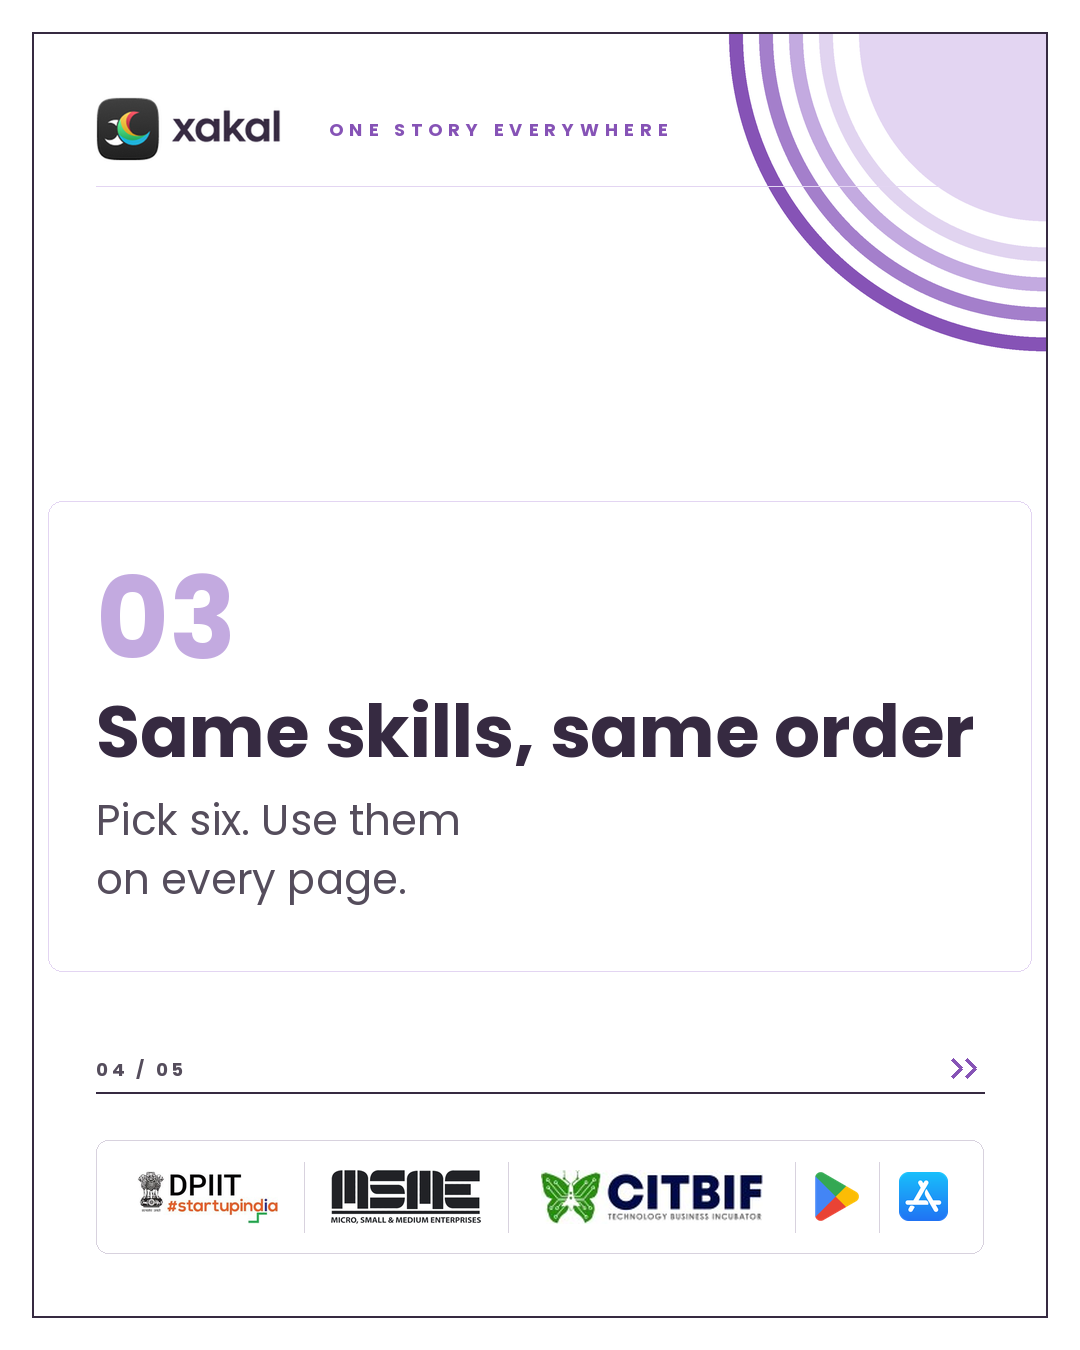 xakal
ONE STORY EVERYWHERE
03
Same skills, same order
Pick six. Use them
on every page.
04 / 05
DPIIT
#startupindia
MSME
MICRO, SMALL & MEDIUM ENTERPRISES
CITBIF
TECHNOLOGY BUSINESS INCUBATOR